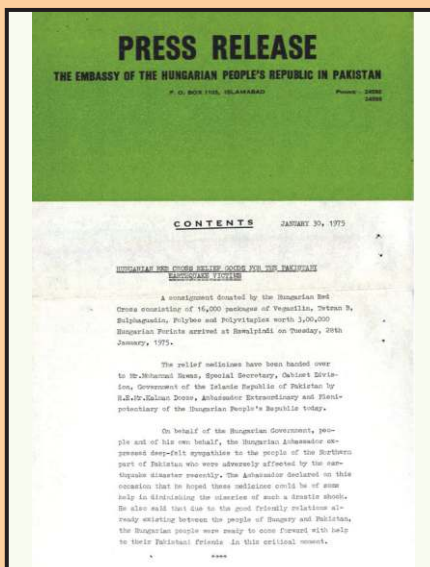 PRESS RELEASE
THE EMBASSY OF THE HUNGARIAN PEOPLE'S REPUBLIC IN PAKISTAN
P. O. BOX 1103, ISLAMABAD
CONTENTS JANUARY 30, 1975
HUNGARIAN RED CROSS RELIEF GOODS FOR THE PAKISTANI
EARTHQUAKE VICTIMS
A consignment donated by the Hungarian Red
Cross consisting of 16,000 packages of Vegacilin, Tetran B,
Sulphaguadin, Polybee and Polyvitaplex worth 3,00,000
Hungarian Forints arrived at Rawalpindi on Tuesday, 28th
January, 1975.
The relief medicines have been handed over
to Mr. Mohammad Nawaz, Special Secretary, Cabinet Divis-
ion, Government of the Islamic Republic of Pakistan by
H.E.Mr.Kalman Ambassador Extraordinary and Pleni-
potentiary of the Hungarian People's Republic today.
On behalf of the Hungarian Government, peo-
ple and of his own behalf, the Hungarian Ambassador ex-
pressed deep-felt sympathies to the people of the Northern
part of Pakistan who were adversely affected by the ear-
thquake disaster recently. The Ambassador declared on this
occasion that he hoped these medicines could be of some
help in diminishing the miseries of such a drastic shock.
He also said that due to the good friendly relations al-
ready existing between the people of Hungary and Pakistan,
the Hungarian people were ready to come forward with help
to their Pakistani friends in this critical moment.
****